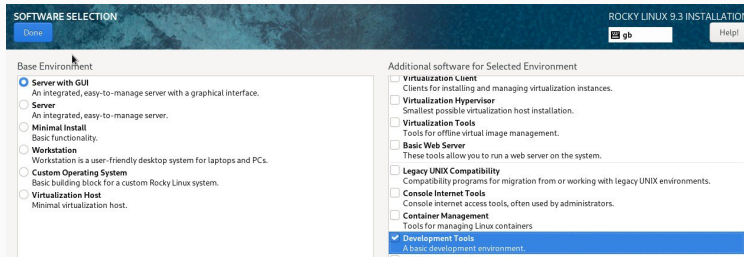 SOFTWARE SELECTION
Done
ROCKY LINUX 9.3 INSTALLATION
gb
Help!
Base Environment
Server with GUI
An integrated, easy-to-manage server with a graphical interface.
Server
An integrated, easy-to-manage server.
Minimal Install
Basic functionality.
Workstation
Workstation is a user-friendly desktop system for laptops and PCs.
Custom Operating System
Basic building block for a custom Rocky Linux system.
Virtualization Host
Minimal virtualization host.
Additional software for Selected Environment
Virtualization Client
Clients for installing and managing virtualization instances.
Virtualization Hypervisor
Smallest possible virtualization host installation.
Virtualization Tools
Tools for offline virtual image management.
Basic Web Server
These tools allow you to run a web server on the system.
Legacy UNIX Compatibility
Compatibility programs for migration from or working with legacy UNIX environments.
Console Internet Tools
Console internet access tools, often used by administrators.
Container Management
Tools for managing Linux containers
Development Tools
A basic development environment.